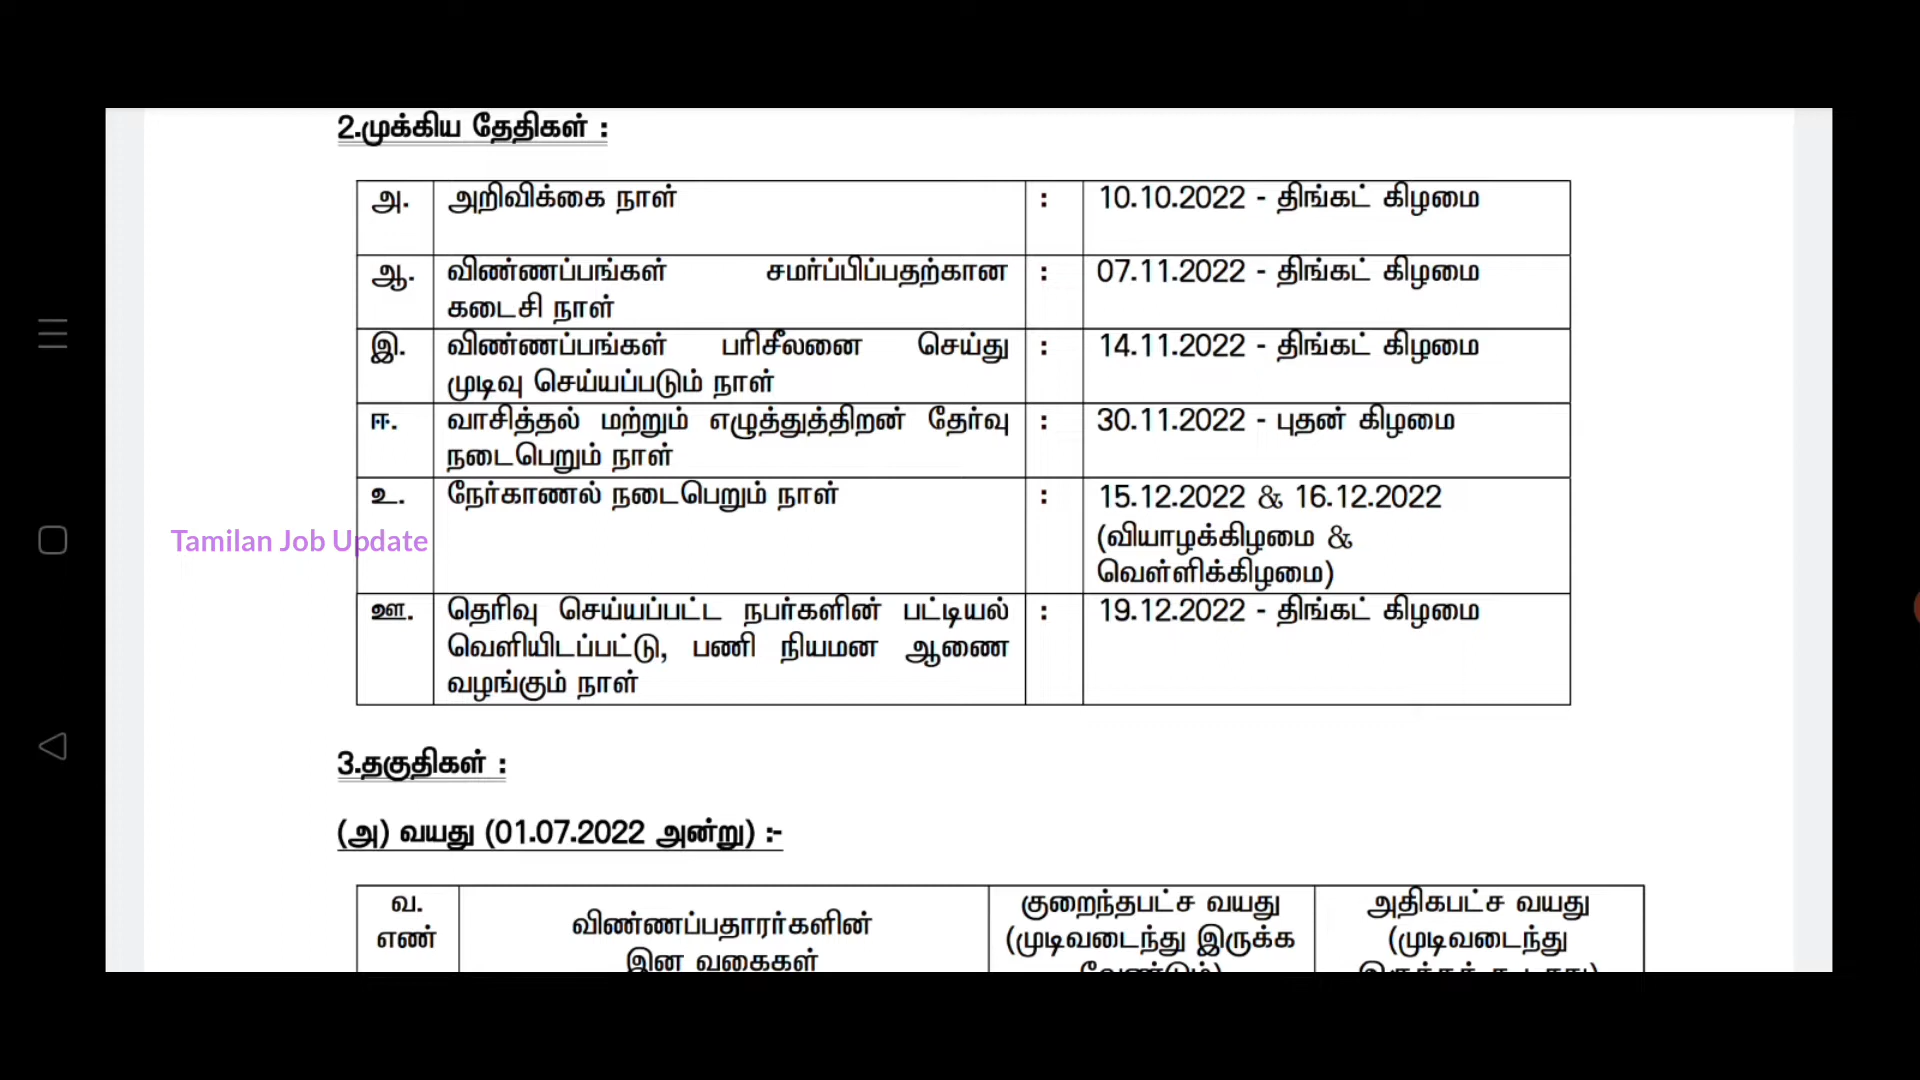 2.முக்கிய தேதிகள் :
அ. அறிவிக்கை நாள் : 10.10.2022 - திங்கட் கிழமை
ஆ. விண்ணப்பங்கள் சமர்ப்பிப்பதற்கான : 07.11.2022 - திங்கட் கிழமை
கடைசி நாள்
இ. விண்ணப்பங்கள் பரிசீலனை செய்து : 14.11.2022 - திங்கட் கிழமை
முடிவு செய்யப்படும் நாள்
ஈ. வாசித்தல் மற்றும் எழுத்துத்திறன் தேர்வு : 30.11.2022 - புதன் கிழமை
நடைபெறும் நாள்
உ. நேர்காணல் நடைபெறும் நாள் : 15.12.2022 & 16.12.2022
(வியாழக்கிழமை &
வெள்ளிக்கிழமை)
Tamilan Job Update
ஊ. தெரிவு செய்யப்பட்ட நபர்களின் பட்டியல் : 19.12.2022 - திங்கட் கிழமை
வெளியிடப்பட்டு, பணி நியமன ஆணை
வழங்கும் நாள்
3.தகுதிகள் :
(அ) வயது (01.07.2022 அன்று) :-
வ. விண்ணப்பதாரர்களின் குறைந்தபட்ச வயது அதிகபட்ச வயது
எண் இன வகைகள் (முடிவடைந்து இருக்க (முடிவடைந்து
வேண்டும்)